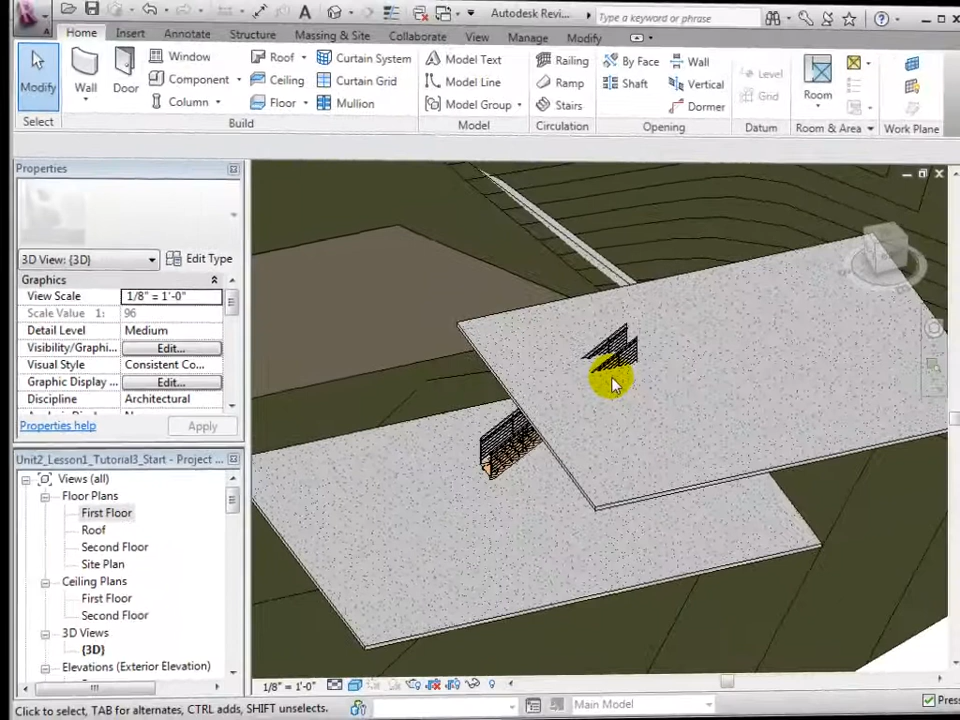 Autodesk Revi...
Type a keyword or phrase
Home Insert Annotate Structure Massing & Site Collaborate View Manage Modify
Modify
Wall
Door
Window
Component
Column
Roof
Ceiling
Floor
Curtain System
Curtain Grid
Mullion
Model Text
Model Line
Model Group
Railing
Ramp
Stairs
By Face
Shaft
Wall
Vertical
Dormer
Level
Grid
Room
Select Build Model Circulation Opening Datum Room & Area Work Plane
Properties
3D View: {3D} Edit Type
Graphics
View Scale 1/8" = 1'-0"
Scale Value 1: 96
Detail Level Medium
Visibility/Graphi... Edit...
Visual Style Consistent Co...
Graphic Display ... Edit...
Discipline Architectural
Properties help Apply
Unit2_Lesson1_Tutorial3_Start - Project ...
Views (all)
Floor Plans
First Floor
Roof
Second Floor
Site Plan
Ceiling Plans
First Floor
Second Floor
3D Views
{3D}
Elevations (Exterior Elevation)
1/8" = 1'-0"
Click to select, TAB for alternates, CTRL adds, SHIFT unselects.
Main Model
Press